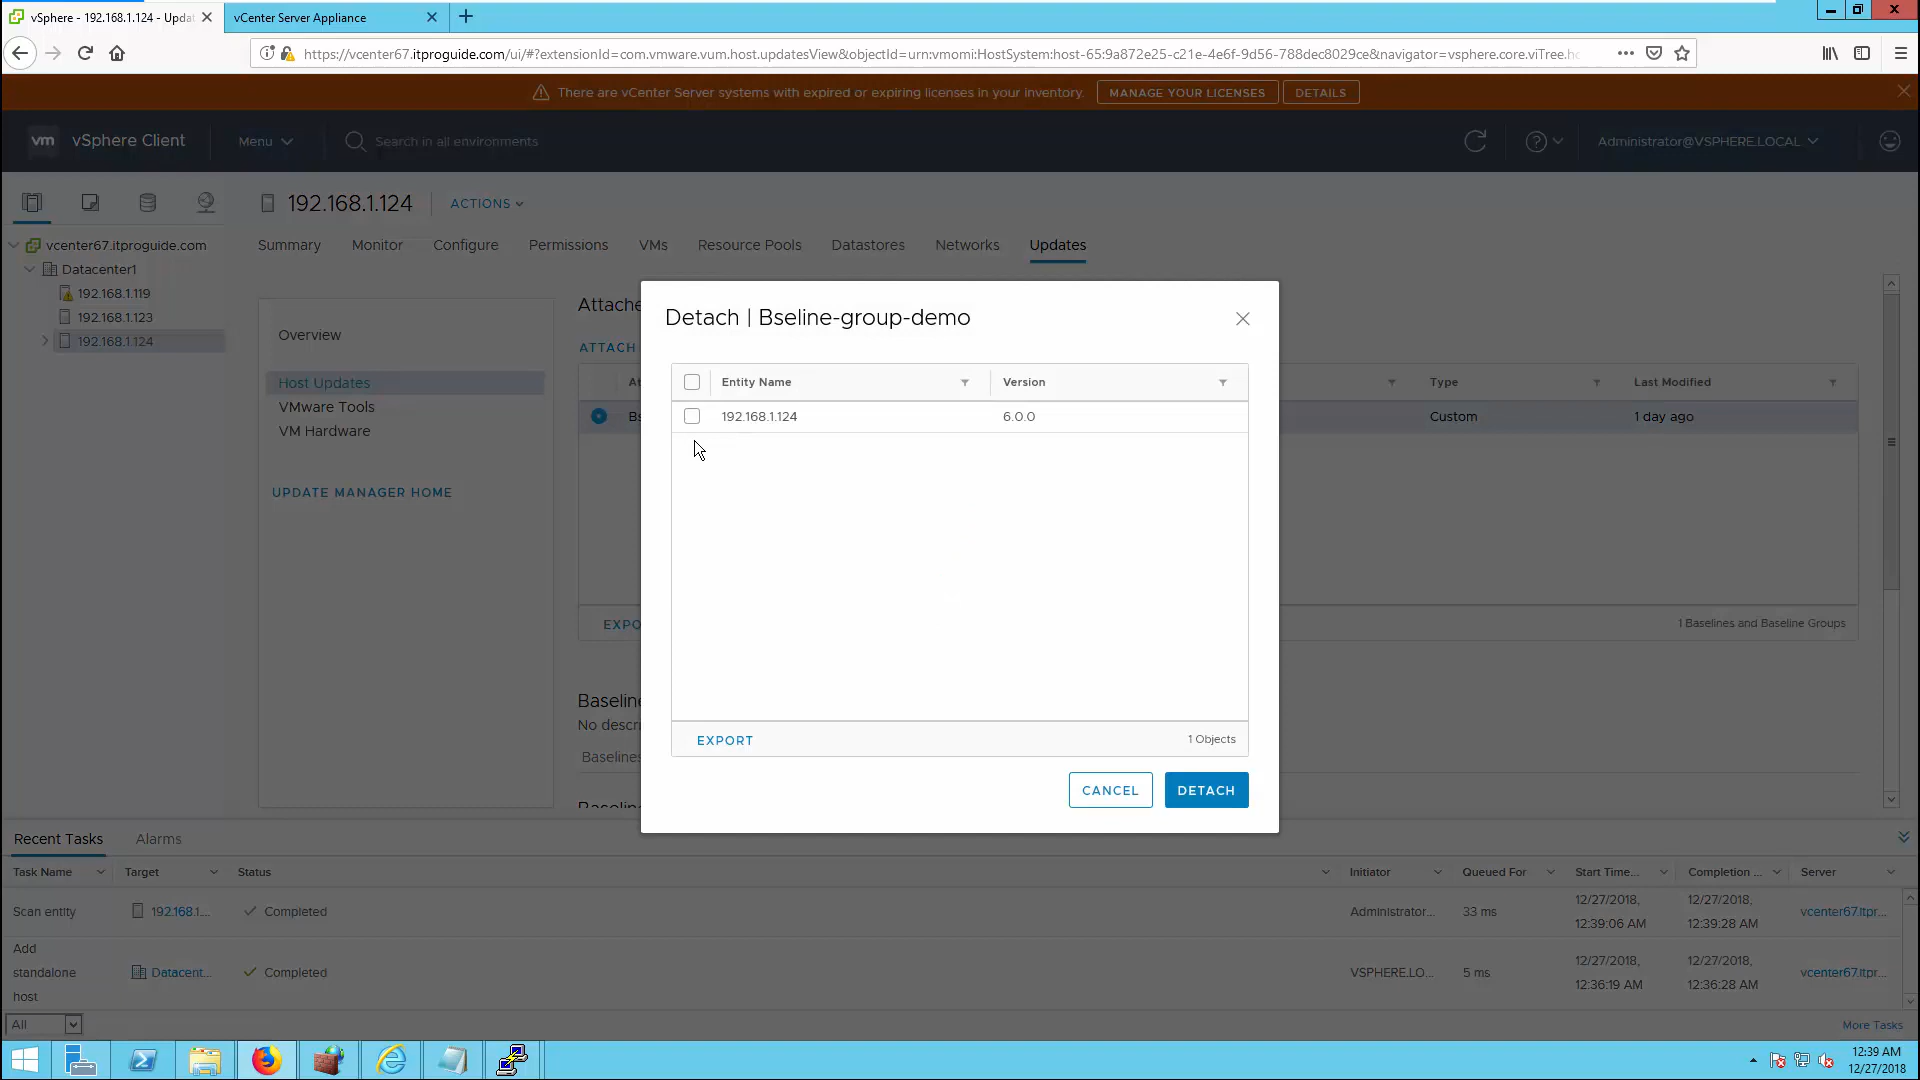 vSphere - 192.168.1.124 - Updat
vCenter Server Appliance
https://vcenter67.itproguide.com/ui/#?extensionId=com.vmware.vum.host.updatesView&objectId=urn:vmomi:HostSystem:host-65:9a872e25-c21e-4e6f-9d56-788dec8029ce&navigator=vsphere.core.viTree.hc
There are vCenter Server systems with expired or expiring licenses in your inventory.
MANAGE YOUR LICENSES
DETAILS
vm vSphere Client
Menu
Search in all environments
Administrator@VSPHERE.LOCAL
192.168.1.124
ACTIONS
Summary Monitor Configure Permissions VMs Resource Pools Datastores Networks Updates
vcenter67.itproguide.com
Datacenter1
192.168.1.119
192.168.1.123
192.168.1.124
Overview
Host Updates
VMware Tools
VM Hardware
UPDATE MANAGER HOME
Attache
ATTACH
At
Type
Last Modified
Bs
Custom
1 day ago
EXPO
1 Baselines and Baseline Groups
Baseline
No descri
Baselines
Baseline
Detach | Bseline-group-demo
Entity Name
Version
192.168.1.124
6.0.0
EXPORT
1 Objects
CANCEL
DETACH
Recent Tasks
Alarms
Task Name Target Status Initiator Queued For Start Time... Completion ... Server
Scan entity 192.168.1... Completed Administrator... 33 ms 12/27/2018, 12:39:06 AM 12/27/2018, 12:39:28 AM vcenter67.itpr...
Add standalone host Datacent... Completed VSPHERE.LO... 5 ms 12/27/2018, 12:36:19 AM 12/27/2018, 12:36:28 AM vcenter67.itpr...
All
More Tasks
12:39 AM
12/27/2018